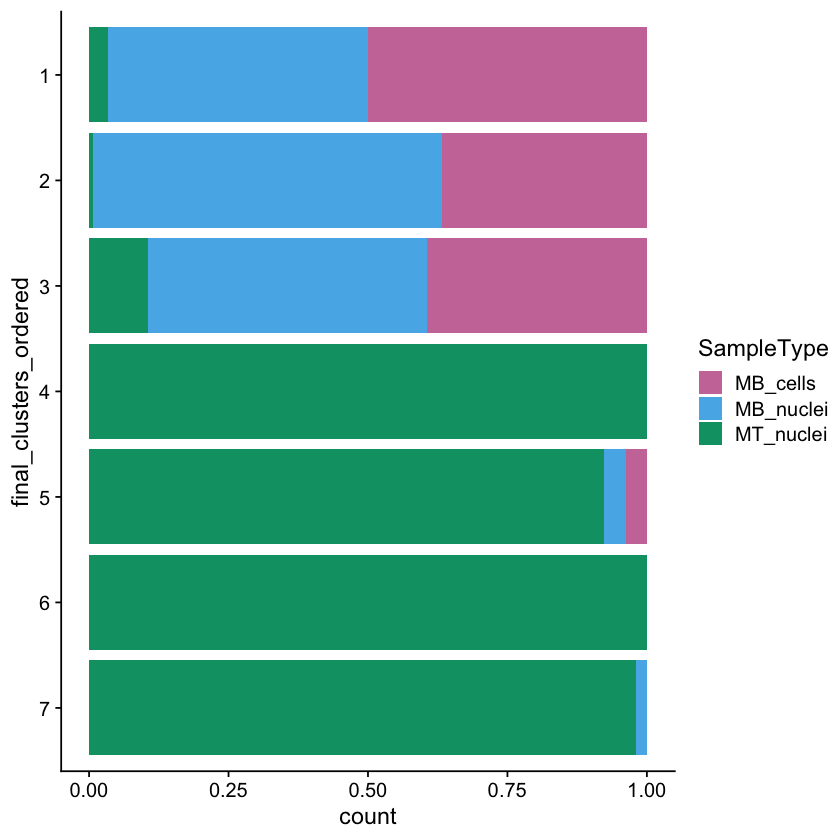 final_clusters_ordered
1
2
3
4
5
6
7
0.00 0.25 0.50 0.75 1.00
count
SampleType
MB_cells
MB_nuclei
MT_nuclei